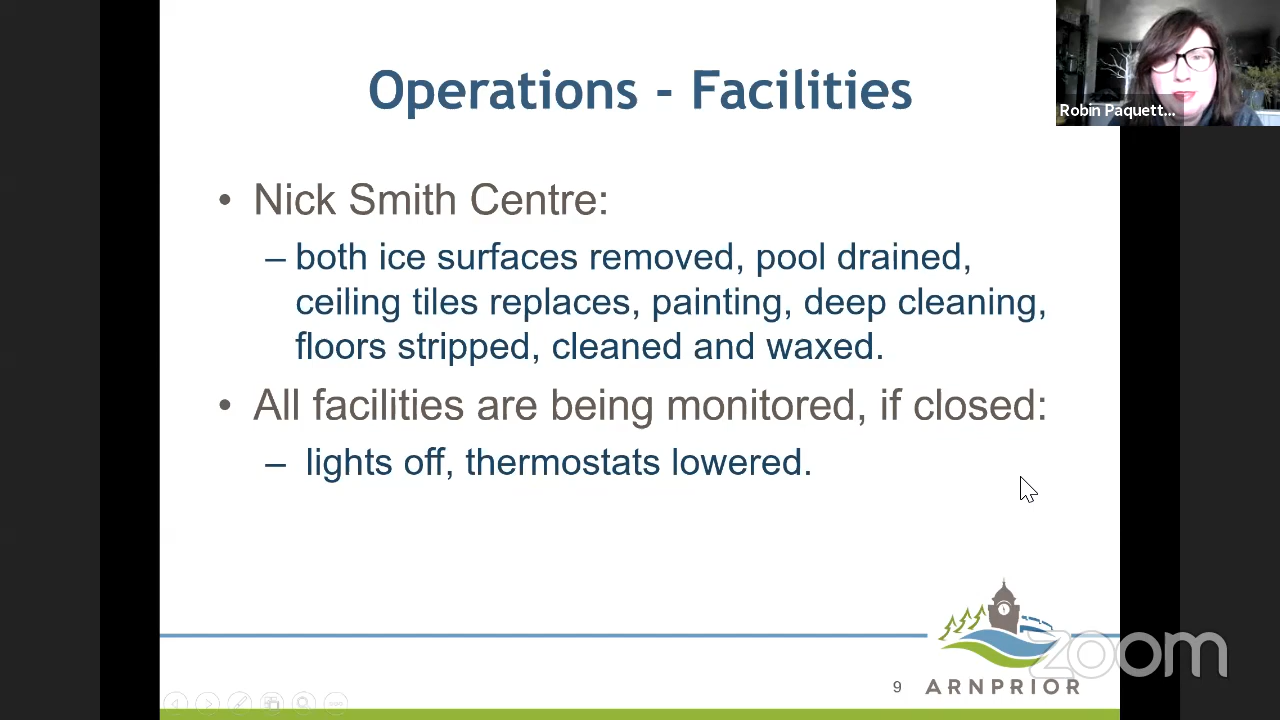 Operations - Facilities
Robin Paquett...
• Nick Smith Centre:
– both ice surfaces removed, pool drained,
ceiling tiles replaces, painting, deep cleaning,
floors stripped, cleaned and waxed.
• All facilities are being monitored, if closed:
– lights off, thermostats lowered.
zoom
9
ARNPRIOR